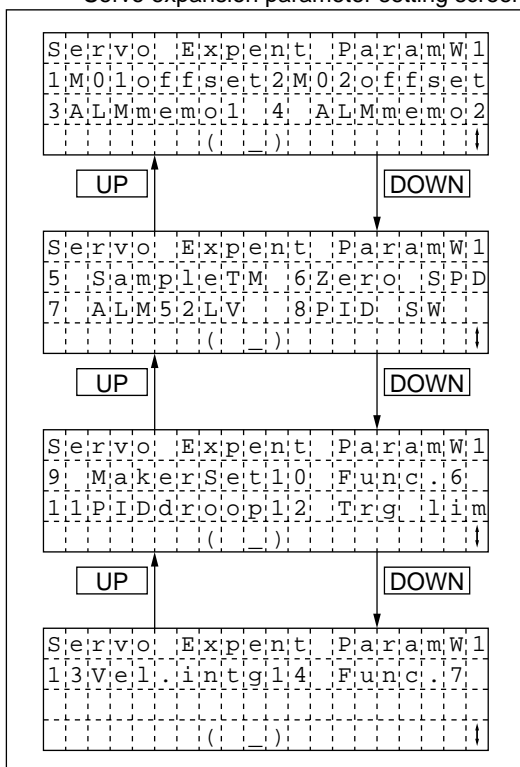 Servo expansion parameter setting screen
Servo Expent ParamW1
1M01offset2M02offset
3ALMmemo1 4 ALMmemo2
( _)
UP DOWN
Servo Expent ParamW1
5 SampleTM 6Zero SPD
7 ALM52LV 8PID SW
( _)
UP DOWN
Servo Expent ParamW1
9 MakerSet10 Func.6
11PIDdroop12 Trg lim
( _)
UP DOWN
Servo Expent ParamW1
13Vel.intg14 Func.7
( _)